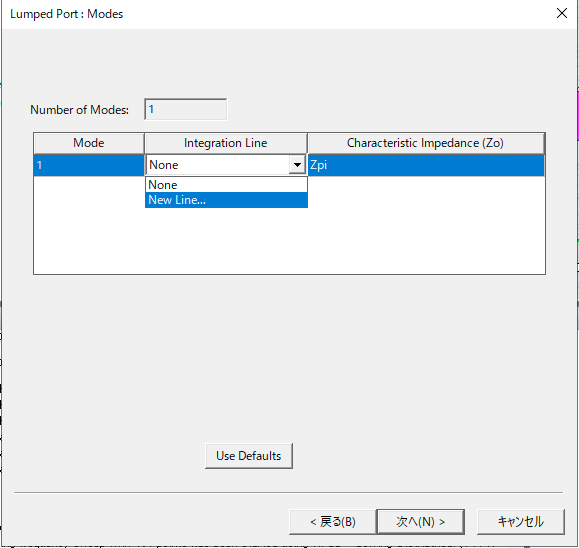 Lumped Port : Modes
Number of Modes: 1
Mode Integration Line Characteristic Impedance (Zo)
1 None Zpi
None
New Line...
Use Defaults
< 戻る(B) 次へ(N) > キャンセル